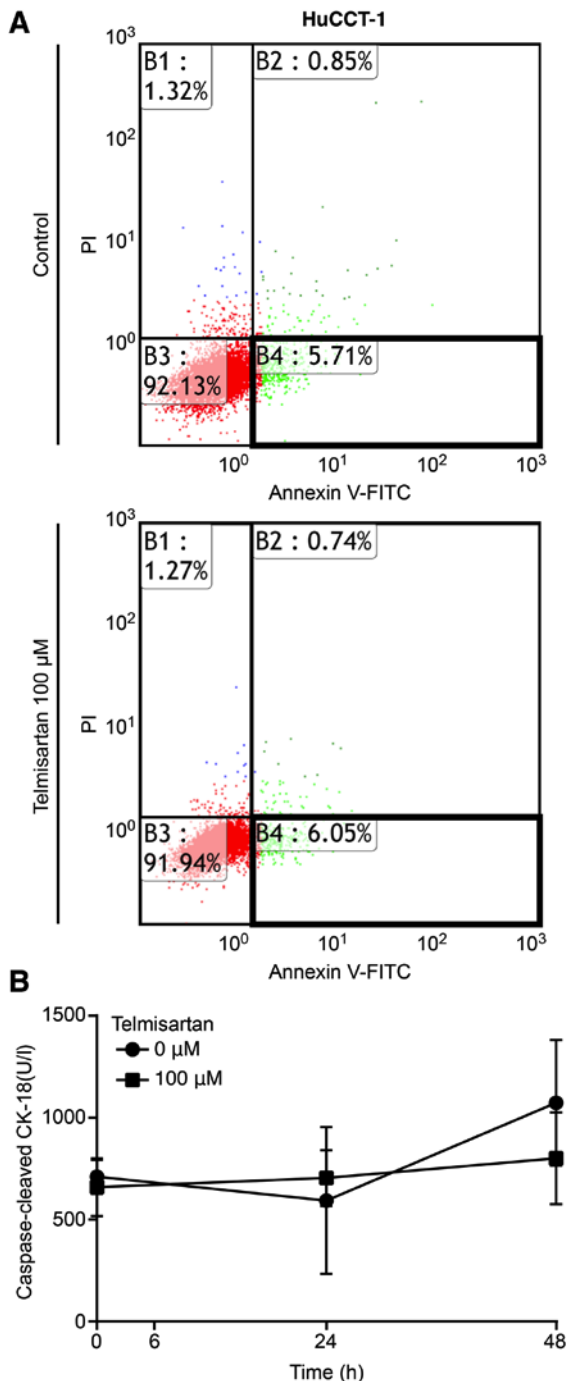 A
HuCCT-1
Control
PI
10³
10²
10¹
10⁰
B1 :
1.32%
B2 : 0.85%
B3 :
92.13%
B4 : 5.71%
10⁰ 10¹ 10² 10³
Annexin V-FITC
Telmisartan 100 µM
PI
10³
10²
10¹
10⁰
B1 :
1.27%
B2 : 0.74%
B3 :
91.94%
B4 : 6.05%
10⁰ 10¹ 10² 10³
Annexin V-FITC
B
Caspase-cleaved CK-18(U/l)
1500
1000
500
0
Telmisartan
0 µM
100 µM
0 6 24 48
Time (h)